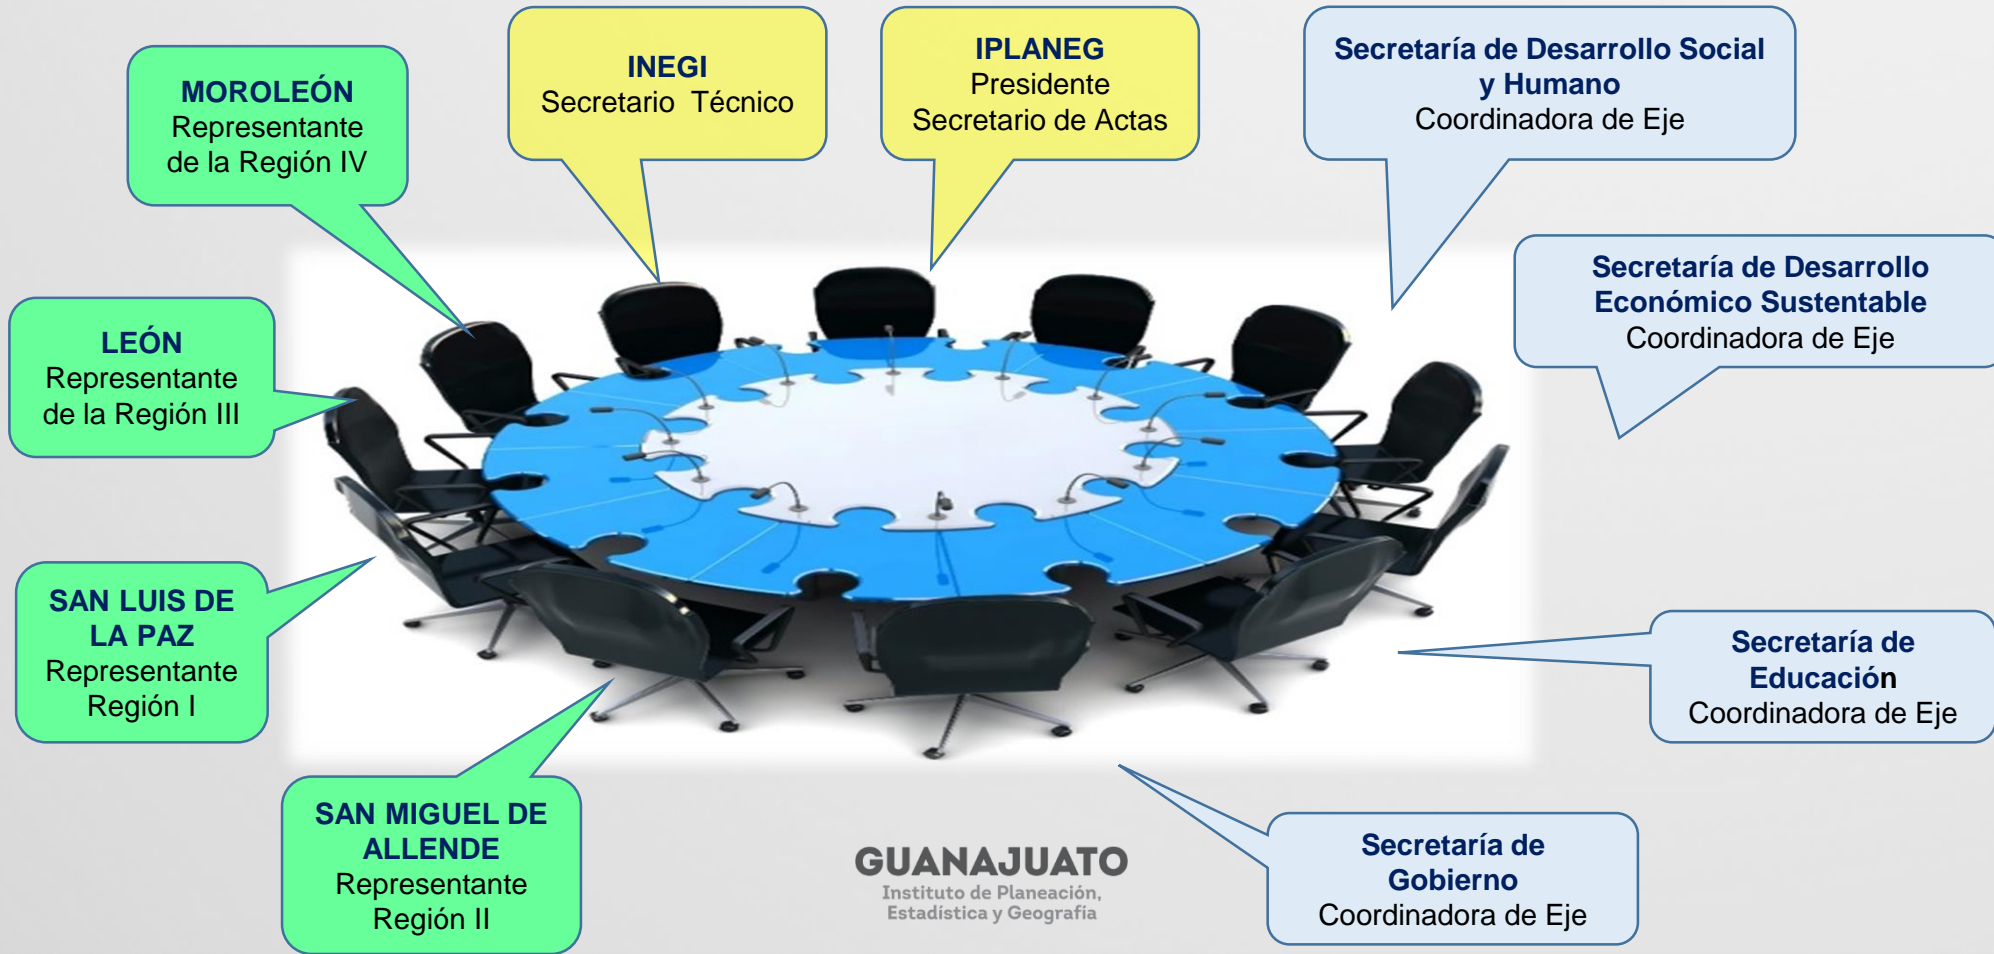 MOROLEÓN
Representante
de la Región IV
INEGI
Secretario Técnico
IPLANEG
Presidente
Secretario de Actas
Secretaría de Desarrollo Social
y Humano
Coordinadora de Eje
Secretaría de Desarrollo
Económico Sustentable
Coordinadora de Eje
LEÓN
Representante
de la Región III
SAN LUIS DE
LA PAZ
Representante
Región I
Secretaría de
Educación
Coordinadora de Eje
SAN MIGUEL DE
ALLENDE
Representante
Región II
GUANAJUATO
Instituto de Planeación,
Estadística y Geografía
Secretaría de
Gobierno
Coordinadora de Eje